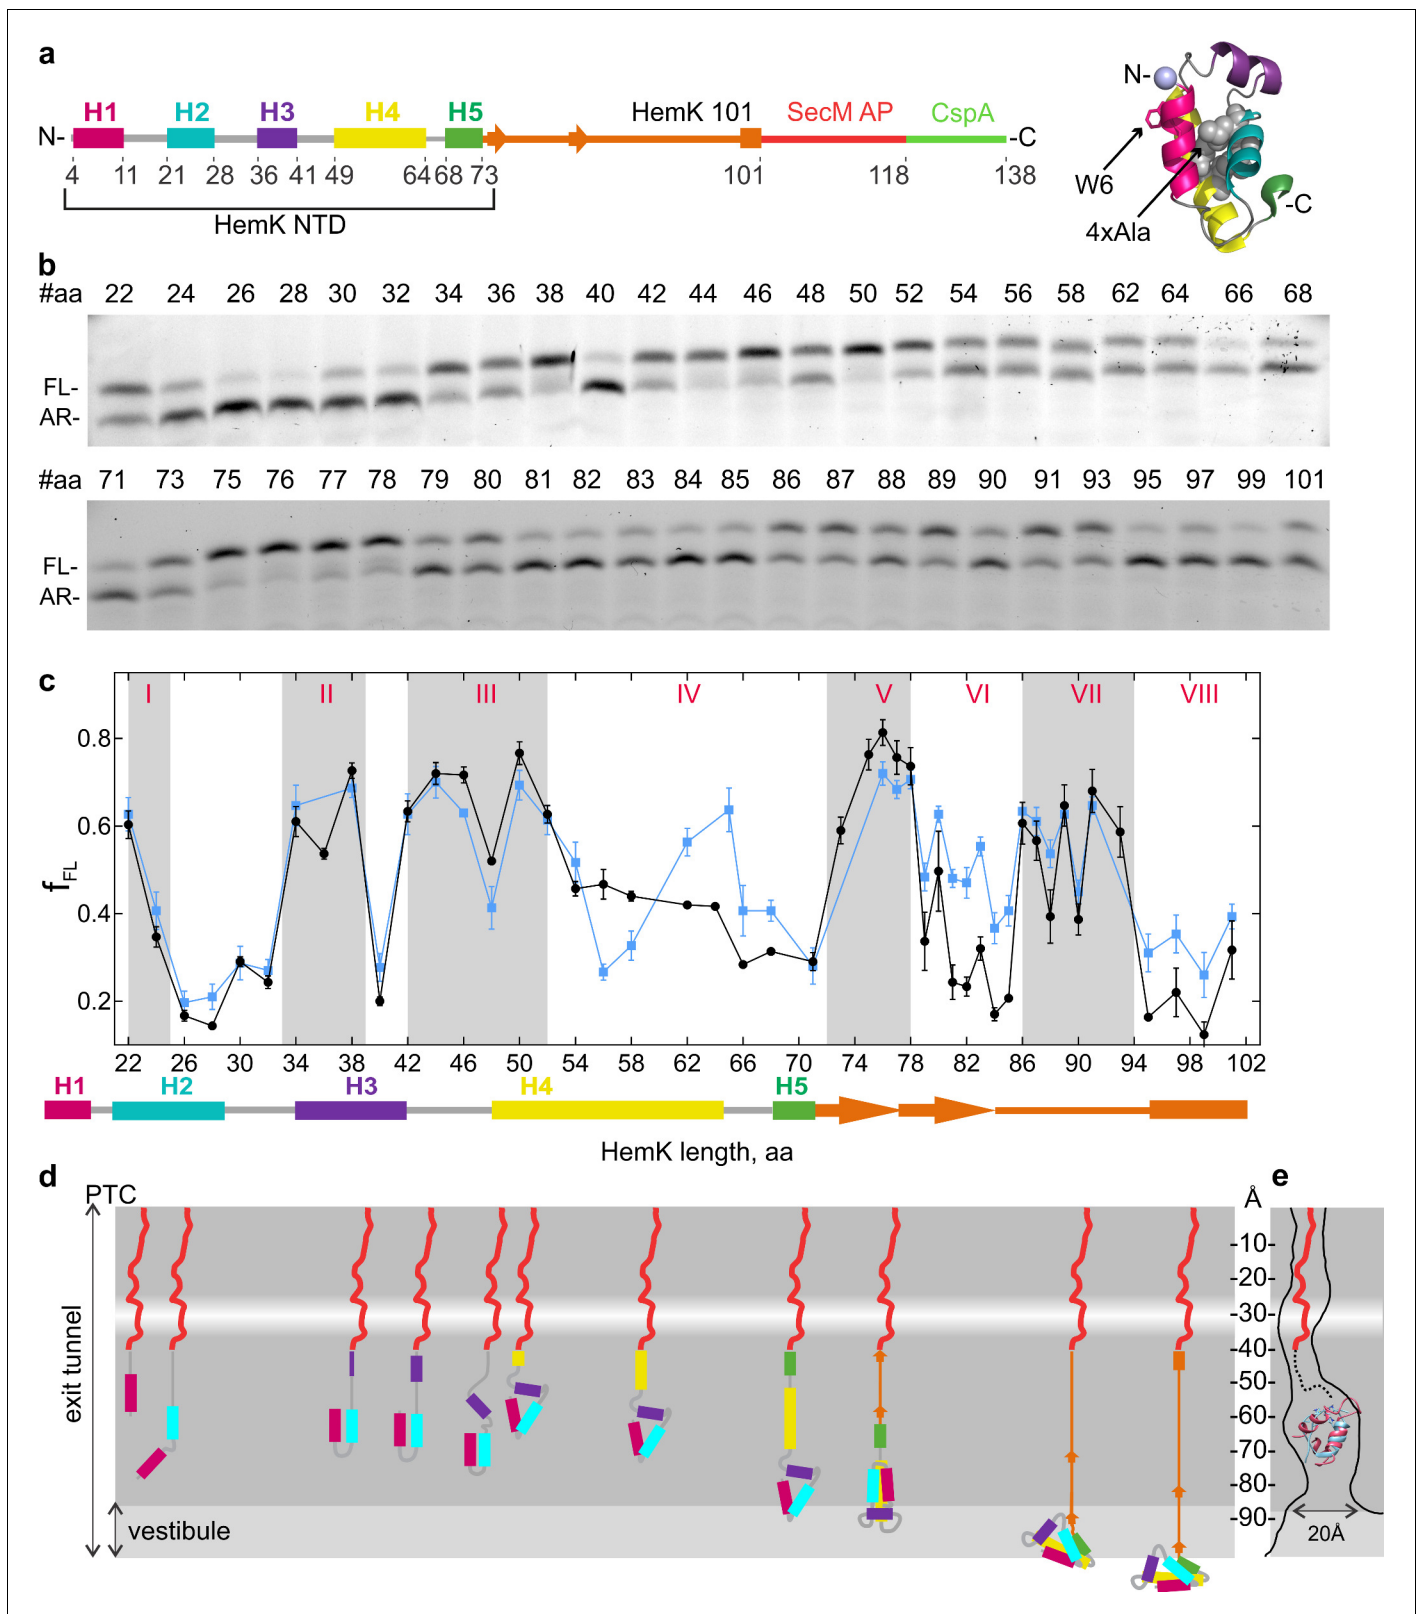 a
H1 H2 H3 H4 H5 HemK 101 SecM AP CspA
N- -C
4 11 21 28 36 41 49 64 68 73 101 118 138
HemK NTD
N-
W6
4xAla
-C
b
#aa 22 24 26 28 30 32 34 36 38 40 42 44 46 48 50 52 54 56 58 62 64 66 68
FL-
AR-
#aa 71 73 75 76 77 78 79 80 81 82 83 84 85 86 87 88 89 90 91 93 95 97 99 101
FL-
AR-
c
I II III IV V VI VII VIII
0.8
0.6
0.4
0.2
fFL
22 26 30 34 38 42 46 50 54 58 62 66 70 74 78 82 86 90 94 98 102
H1 H2 H3 H4 H5
HemK length, aa
d
PTC
exit tunnel
vestibule
Å
-10-
-20-
-30-
-40-
-50-
-60-
-70-
-80-
-90-
e
20Å